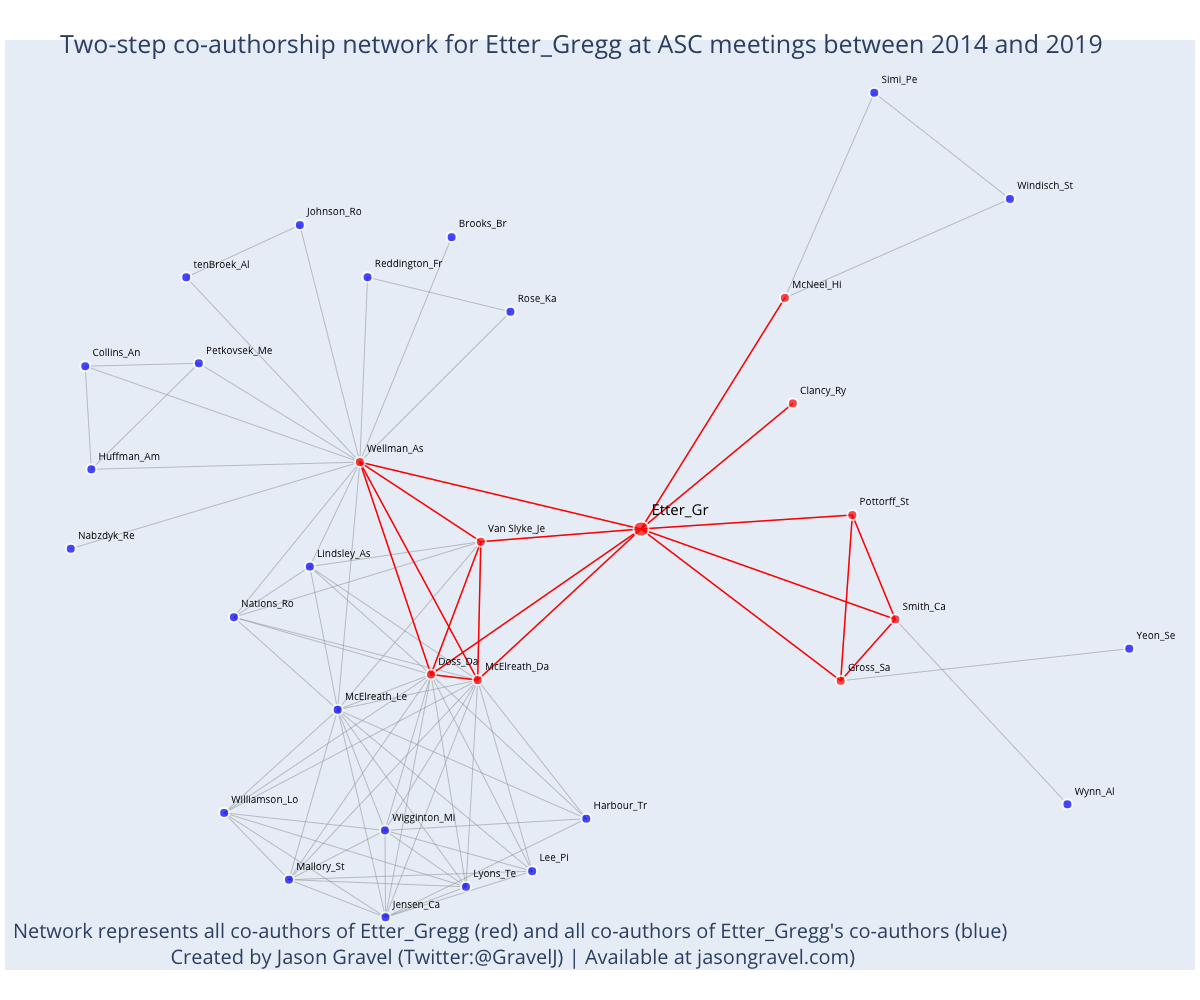 Two-step co-authorship network for Etter_Gregg at ASC meetings between 2014 and 2019
Simi_Pe
Windisch_St
Johnson_Ro
Brooks_Br
tenBroek_Al
Reddington_Fr
McNeel_Hi
Rose_Ka
Collins_An
Petkovsek_Me
Clancy_Ry
Wellman_As
Huffman_Am
Pottorff_St
Etter_Gr
Van Slyke_Je
Nabzdyk_Re
Lindsley_As
Nations_Ro
Smith_Ca
Yeon_Se
Doss_Da
McElreath_Da
Gross_Sa
McElreath_Le
Wynn_Al
Williamson_Lo
Harbour_Tr
Wigginton_Mi
Lee_Pi
Mallory_St
Lyons_Te
Jensen_Ca
Network represents all co-authors of Etter_Gregg (red) and all co-authors of Etter_Gregg's co-authors (blue)
Created by Jason Gravel (Twitter:@GravelJ) | Available at jasongravel.com)